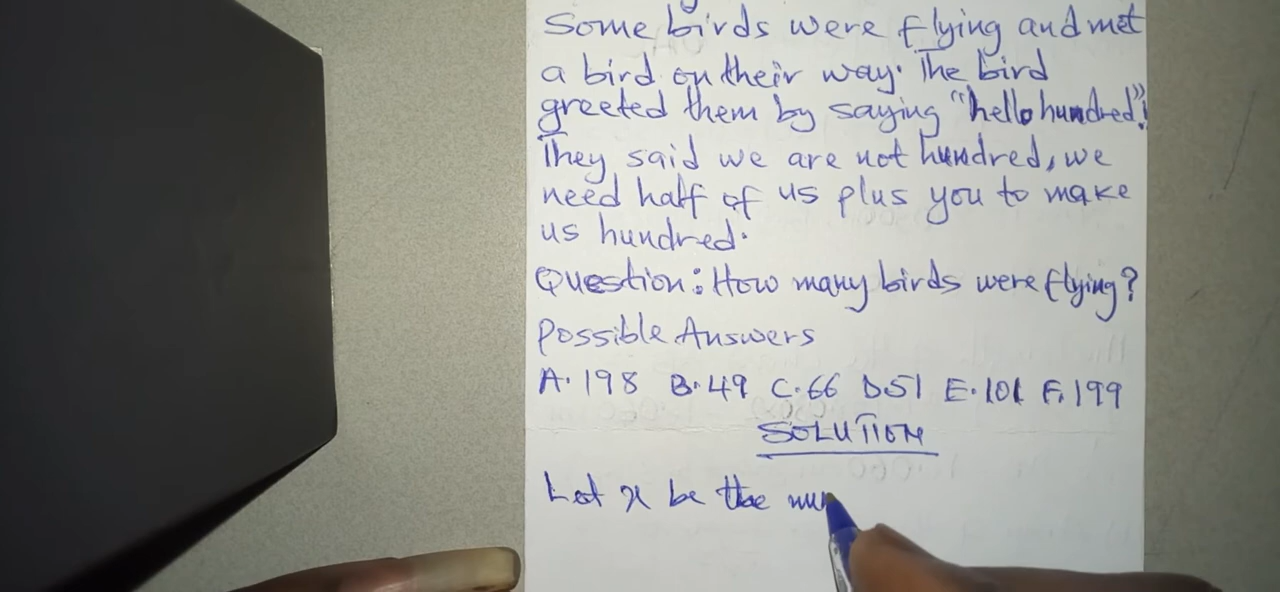 Some birds were flying and met
a bird on their way. The bird
greeted them by saying "hello hundred"!
They said we are not hundred, we
need half of us plus you to make
us hundred.
Question: How many birds were flying?
Possible Answers
A. 198 B. 49 C. 66 D. 51 E. 101 F. 199
SOLUTION
Let x be the num